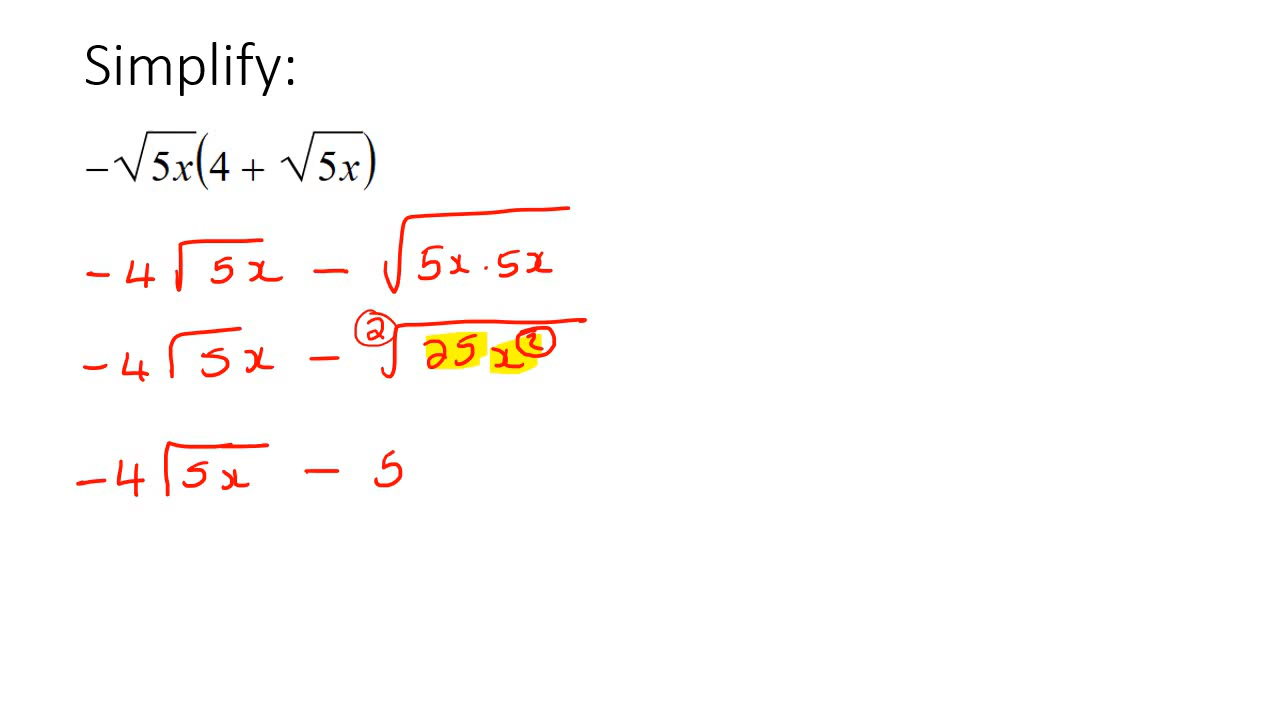 Simplify:
−√5x(4 + √5x)
−4√5x − √5x·5x
−4√5x − ²√25x²
−4√5x − 5